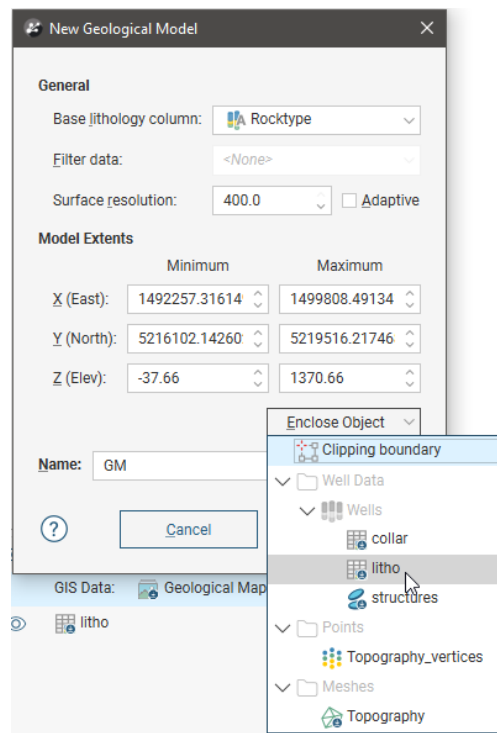 New Geological Model
General
Base lithology column: Rocktype
Filter data: <None>
Surface resolution: 400.0 Adaptive
Model Extents
Minimum Maximum
X (East): 1492257.31614 1499808.49134
Y (North): 5216102.14260 5219516.21746
Z (Elev): -37.66 1370.66
Enclose Object
Clipping boundary
Name: GM
Well Data
Wells
? Cancel
collar
litho
GIS Data: Geological Map
structures
litho
Points
Topography_vertices
Meshes
Topography